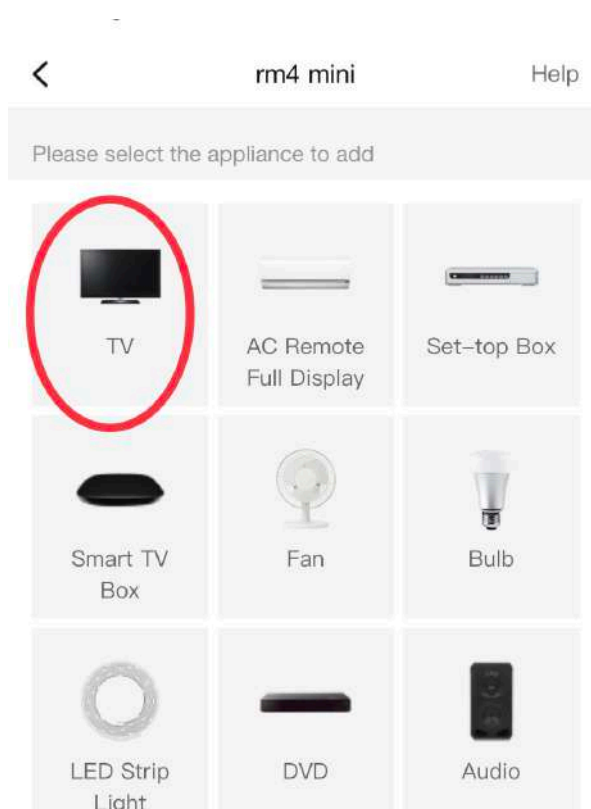 rm4 mini
Help
Please select the appliance to add
TV
AC Remote
Full Display
Set-top Box
Smart TV
Box
Fan
Bulb
LED Strip
Light
DVD
Audio